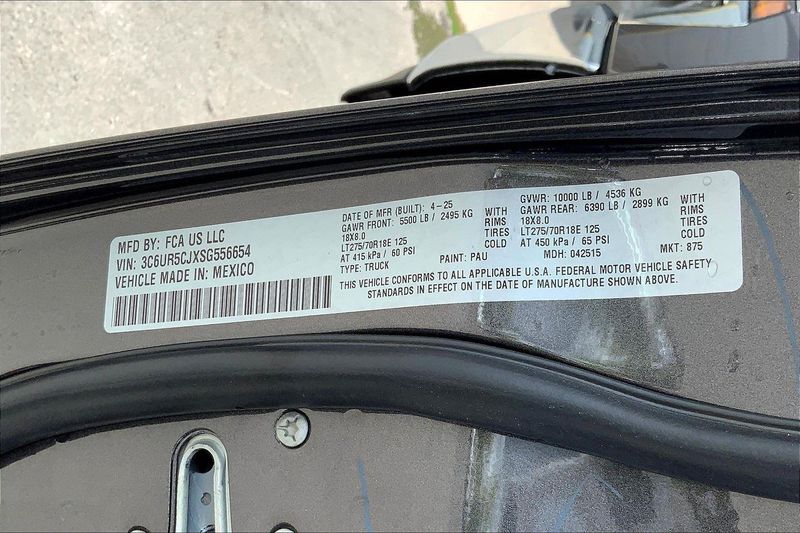 MFD BY: FCA US LLC
VIN: 3C6UR5CJXSG556654
VEHICLE MADE IN: MEXICO
DATE OF MFR (BUILT): 4-25
GAWR FRONT: 5500 LB / 2495 KG WITH
18X8.0 RIMS
LT275/70R18E 125 TIRES
AT 415 kPa / 60 PSI COLD
TYPE: TRUCK PAINT: PAU
GVWR: 10000 LB / 4536 KG
GAWR REAR: 6390 LB / 2899 KG WITH
18X8.0 RIMS
LT275/70R18E 125 TIRES
AT 450 kPa / 65 PSI COLD
MDH: 042515 MKT: 875
THIS VEHICLE CONFORMS TO ALL APPLICABLE U.S.A. FEDERAL MOTOR VEHICLE SAFETY
STANDARDS IN EFFECT ON THE DATE OF MANUFACTURE SHOWN ABOVE.